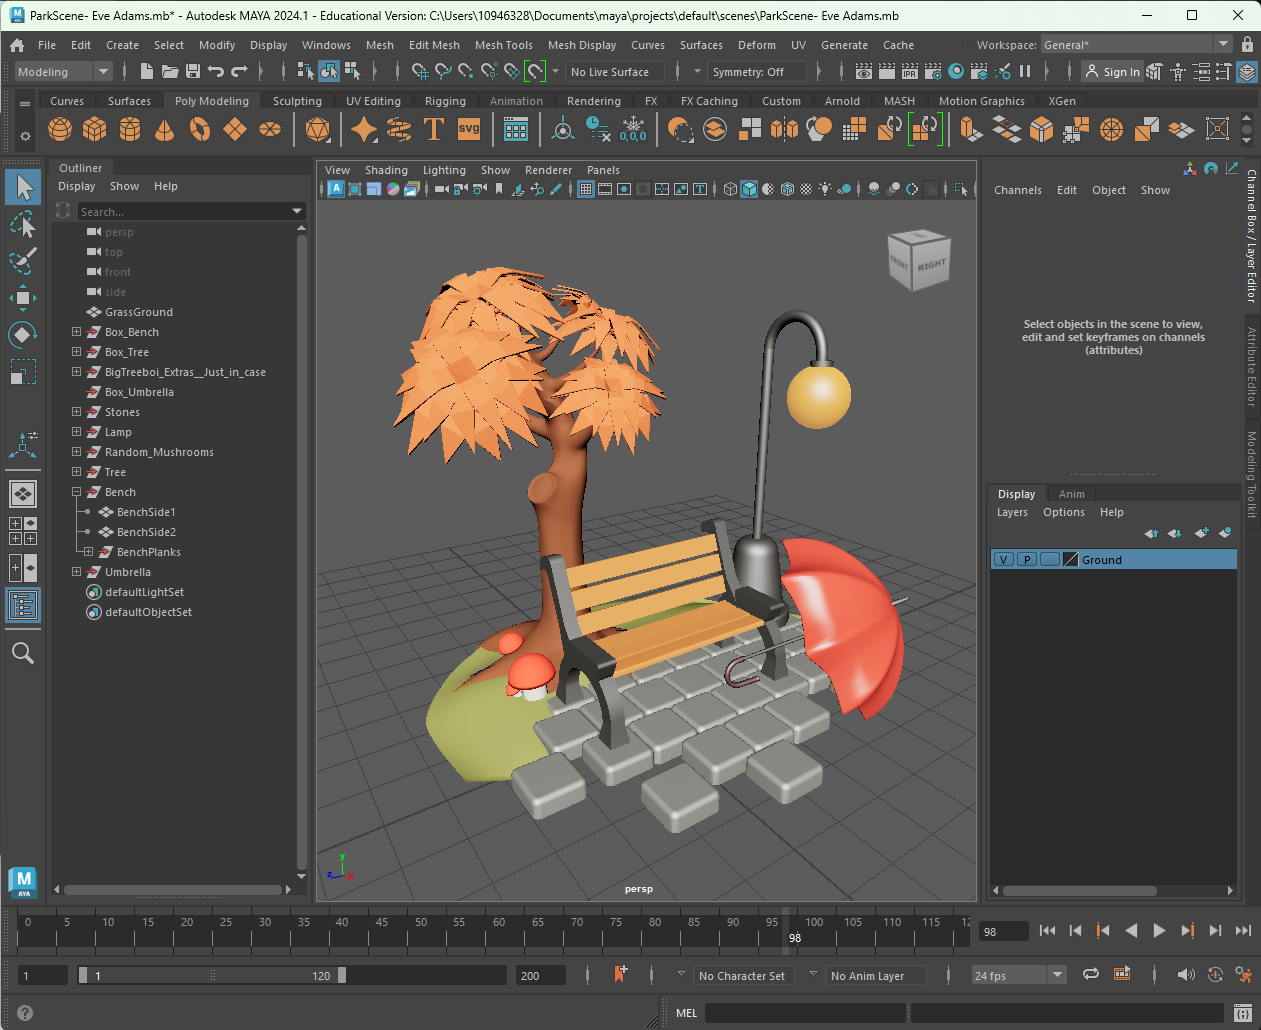 ParkScene- Eve Adams.mb* - Autodesk MAYA 2024.1 - Educational Version: C:\Users\10946328\Documents\maya\projects\default\scenes\ParkScene- Eve Adams.mb
File Edit Create Select Modify Display Windows Mesh Edit Mesh Mesh Tools Mesh Display Curves Surfaces Deform UV Generate Cache Workspace: General*
Modeling No Live Surface Symmetry: Off IPR Sign In
Curves Surfaces Poly Modeling Sculpting UV Editing Rigging Animation Rendering FX FX Caching Custom Arnold MASH Motion Graphics XGen
T SVG 0,0,0
Outliner
Display Show Help
Search...
persp
top
front
side
GrassGround
Box_Bench
Box_Tree
BigTreeboi_Extras__Just_in_case
Box_Umbrella
Stones
Lamp
Random_Mushrooms
Tree
Bench
BenchSide1
BenchSide2
BenchPlanks
Umbrella
defaultLightSet
defaultObjectSet
M
AYA
View Shading Lighting Show Renderer Panels
FRONT RIGHT
y
z x
persp
Channels Edit Object Show
Select objects in the scene to view,
edit and set keyframes on channels
(attributes)
Channel Box / Layer Editor
Attribute Editor
Modeling Toolkit
Display Anim
Layers Options Help
V P Ground
0 5 10 15 20 25 30 35 40 45 50 55 60 65 70 75 80 85 90 95 100 105 110 115 12
98
98
1 1 120 200 No Character Set No Anim Layer 24 fps
MEL